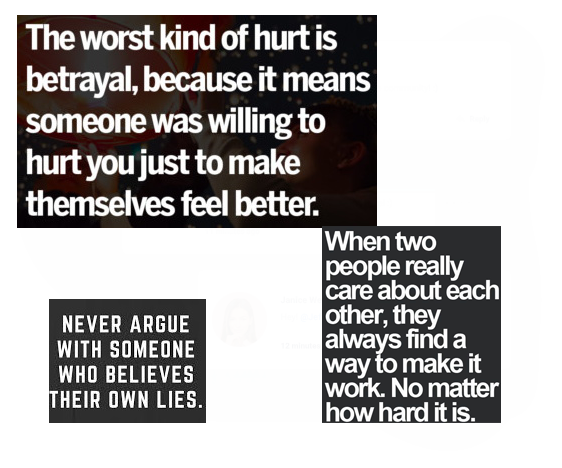 The worst kind of hurt is
betrayal, because it means
someone was willing to
hurt you just to make
themselves feel better.
When two
people really
care about each
other, they
always find a
way to make it
work. No matter
how hard it is.
NEVER ARGUE
WITH SOMEONE
WHO BELIEVES
THEIR OWN LIES.